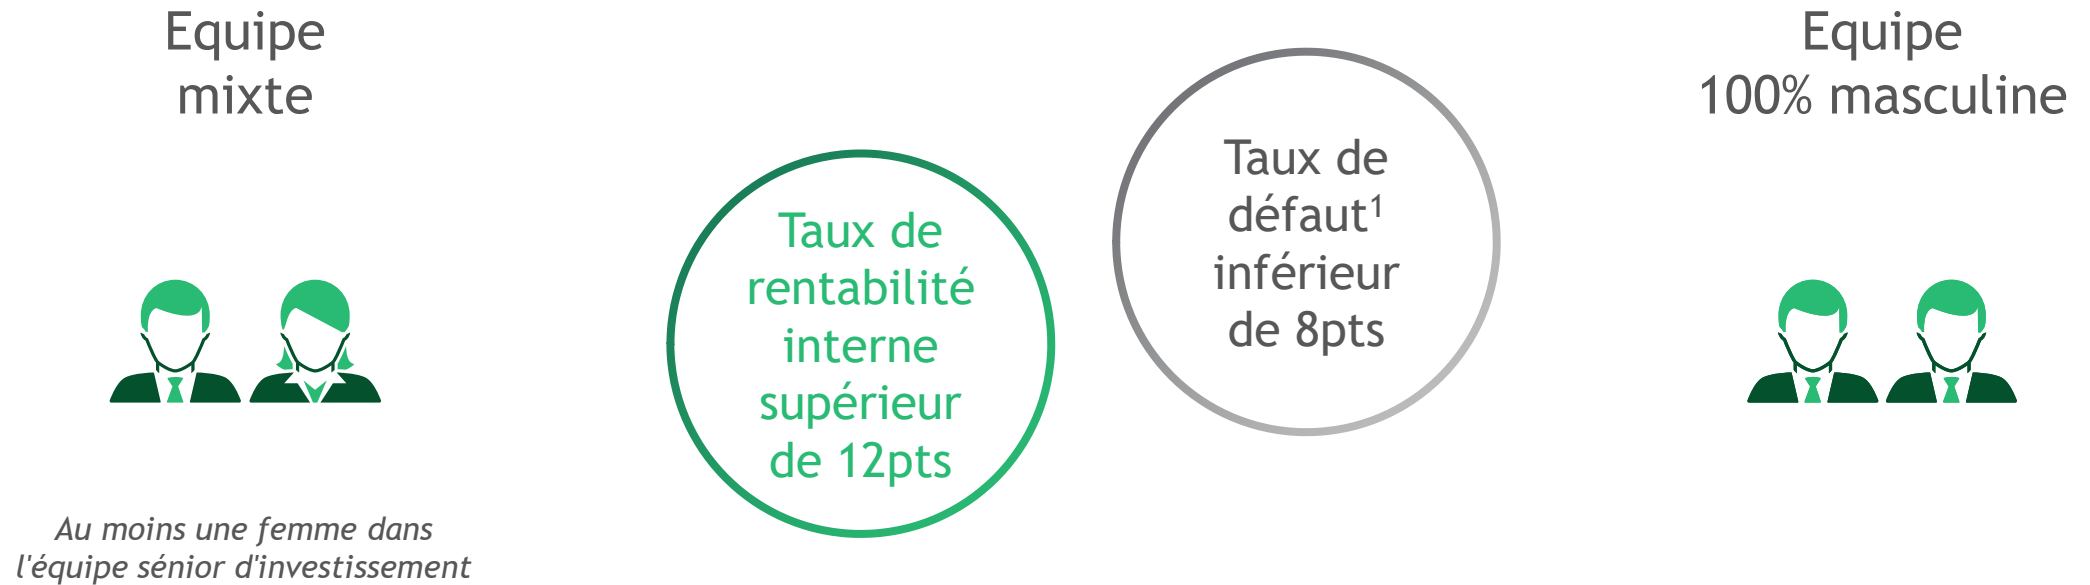 Equipe
mixte
Au moins une femme dans
l'équipe sénior d'investissement
Taux de
rentabilité
interne
supérieur
de 12pts
Taux de
défaut¹
inférieur
de 8pts
Equipe
100% masculine